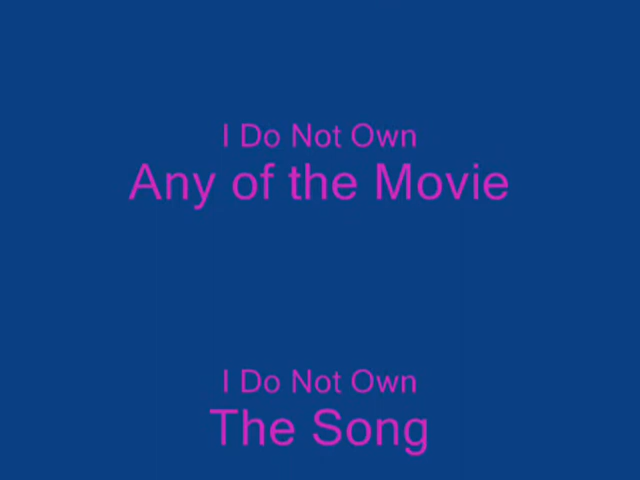 I Do Not Own
Any of the Movie
I Do Not Own
The Song